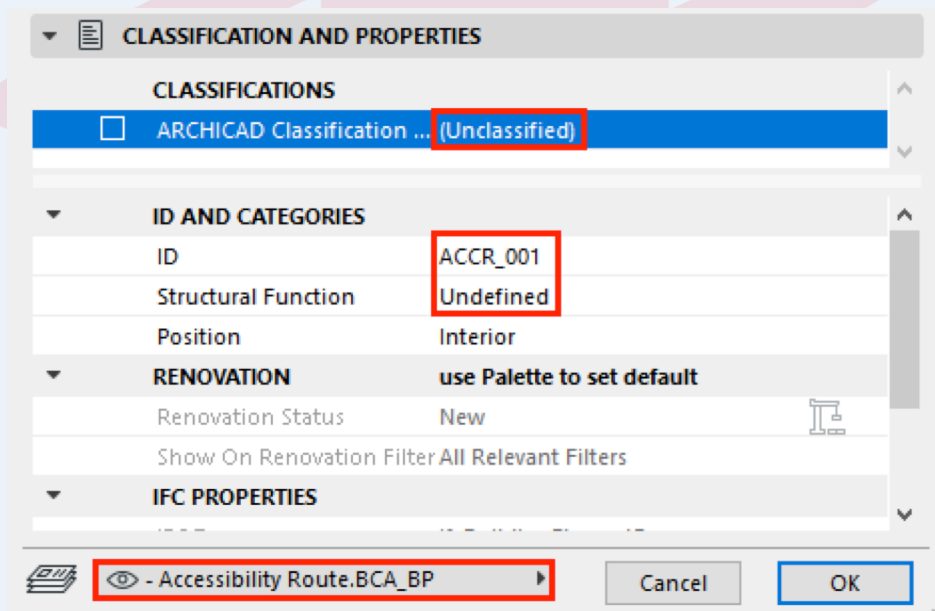 CLASSIFICATION AND PROPERTIES
CLASSIFICATIONS
ARCHICAD Classification ... (Unclassified)
ID AND CATEGORIES
ID ACCR_001
Structural Function Undefined
Position Interior
RENOVATION use Palette to set default
Renovation Status New
Show On Renovation Filter All Relevant Filters
IFC PROPERTIES
- Accessibility Route.BCA_BP
Cancel
OK